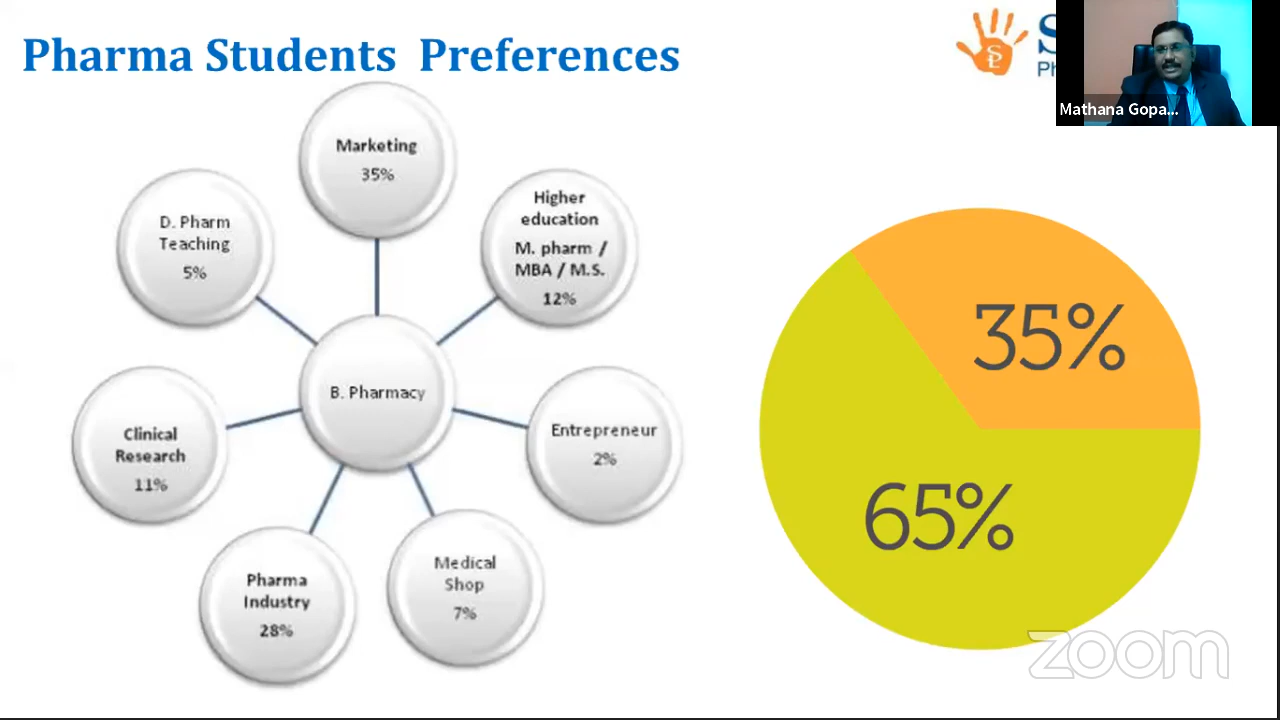 Pharma Students Preferences
Mathana Gopa...
Marketing
35%
Higher
education
M. pharm /
MBA / M.S.
12%
D. Pharm
Teaching
5%
B. Pharmacy
Entrepreneur
2%
Clinical
Research
11%
Pharma
Industry
28%
Medical
Shop
7%
35%
65%
zoom